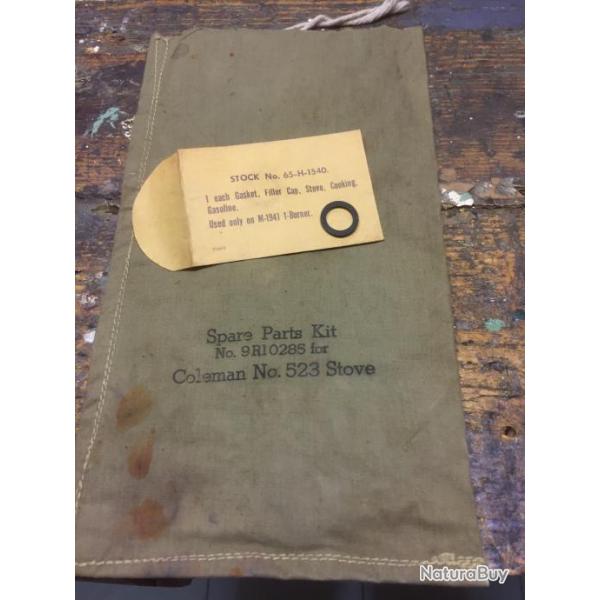 STOCK No. 65-H-1540.
1 each Gasket, Filler Cap, Stove, Cooking,
Gasoline.
Used only on M-1941 1-Burner.
Spare Parts Kit
No. 9R10285 for
Coleman No. 523 Stove
NaturaBuy